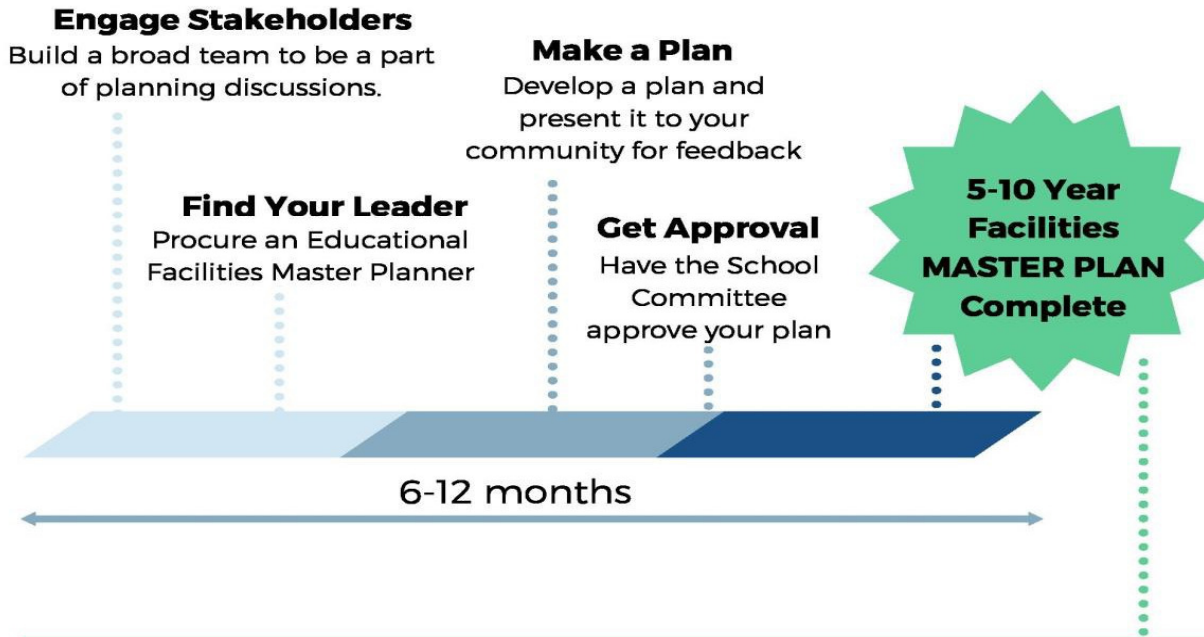 Engage Stakeholders
Build a broad team to be a part
of planning discussions.
Find Your Leader
Procure an Educational
Facilities Master Planner
Make a Plan
Develop a plan and
present it to your
community for feedback
Get Approval
Have the School
Committee
approve your plan
5-10 Year
Facilities
MASTER PLAN
Complete
6-12 months